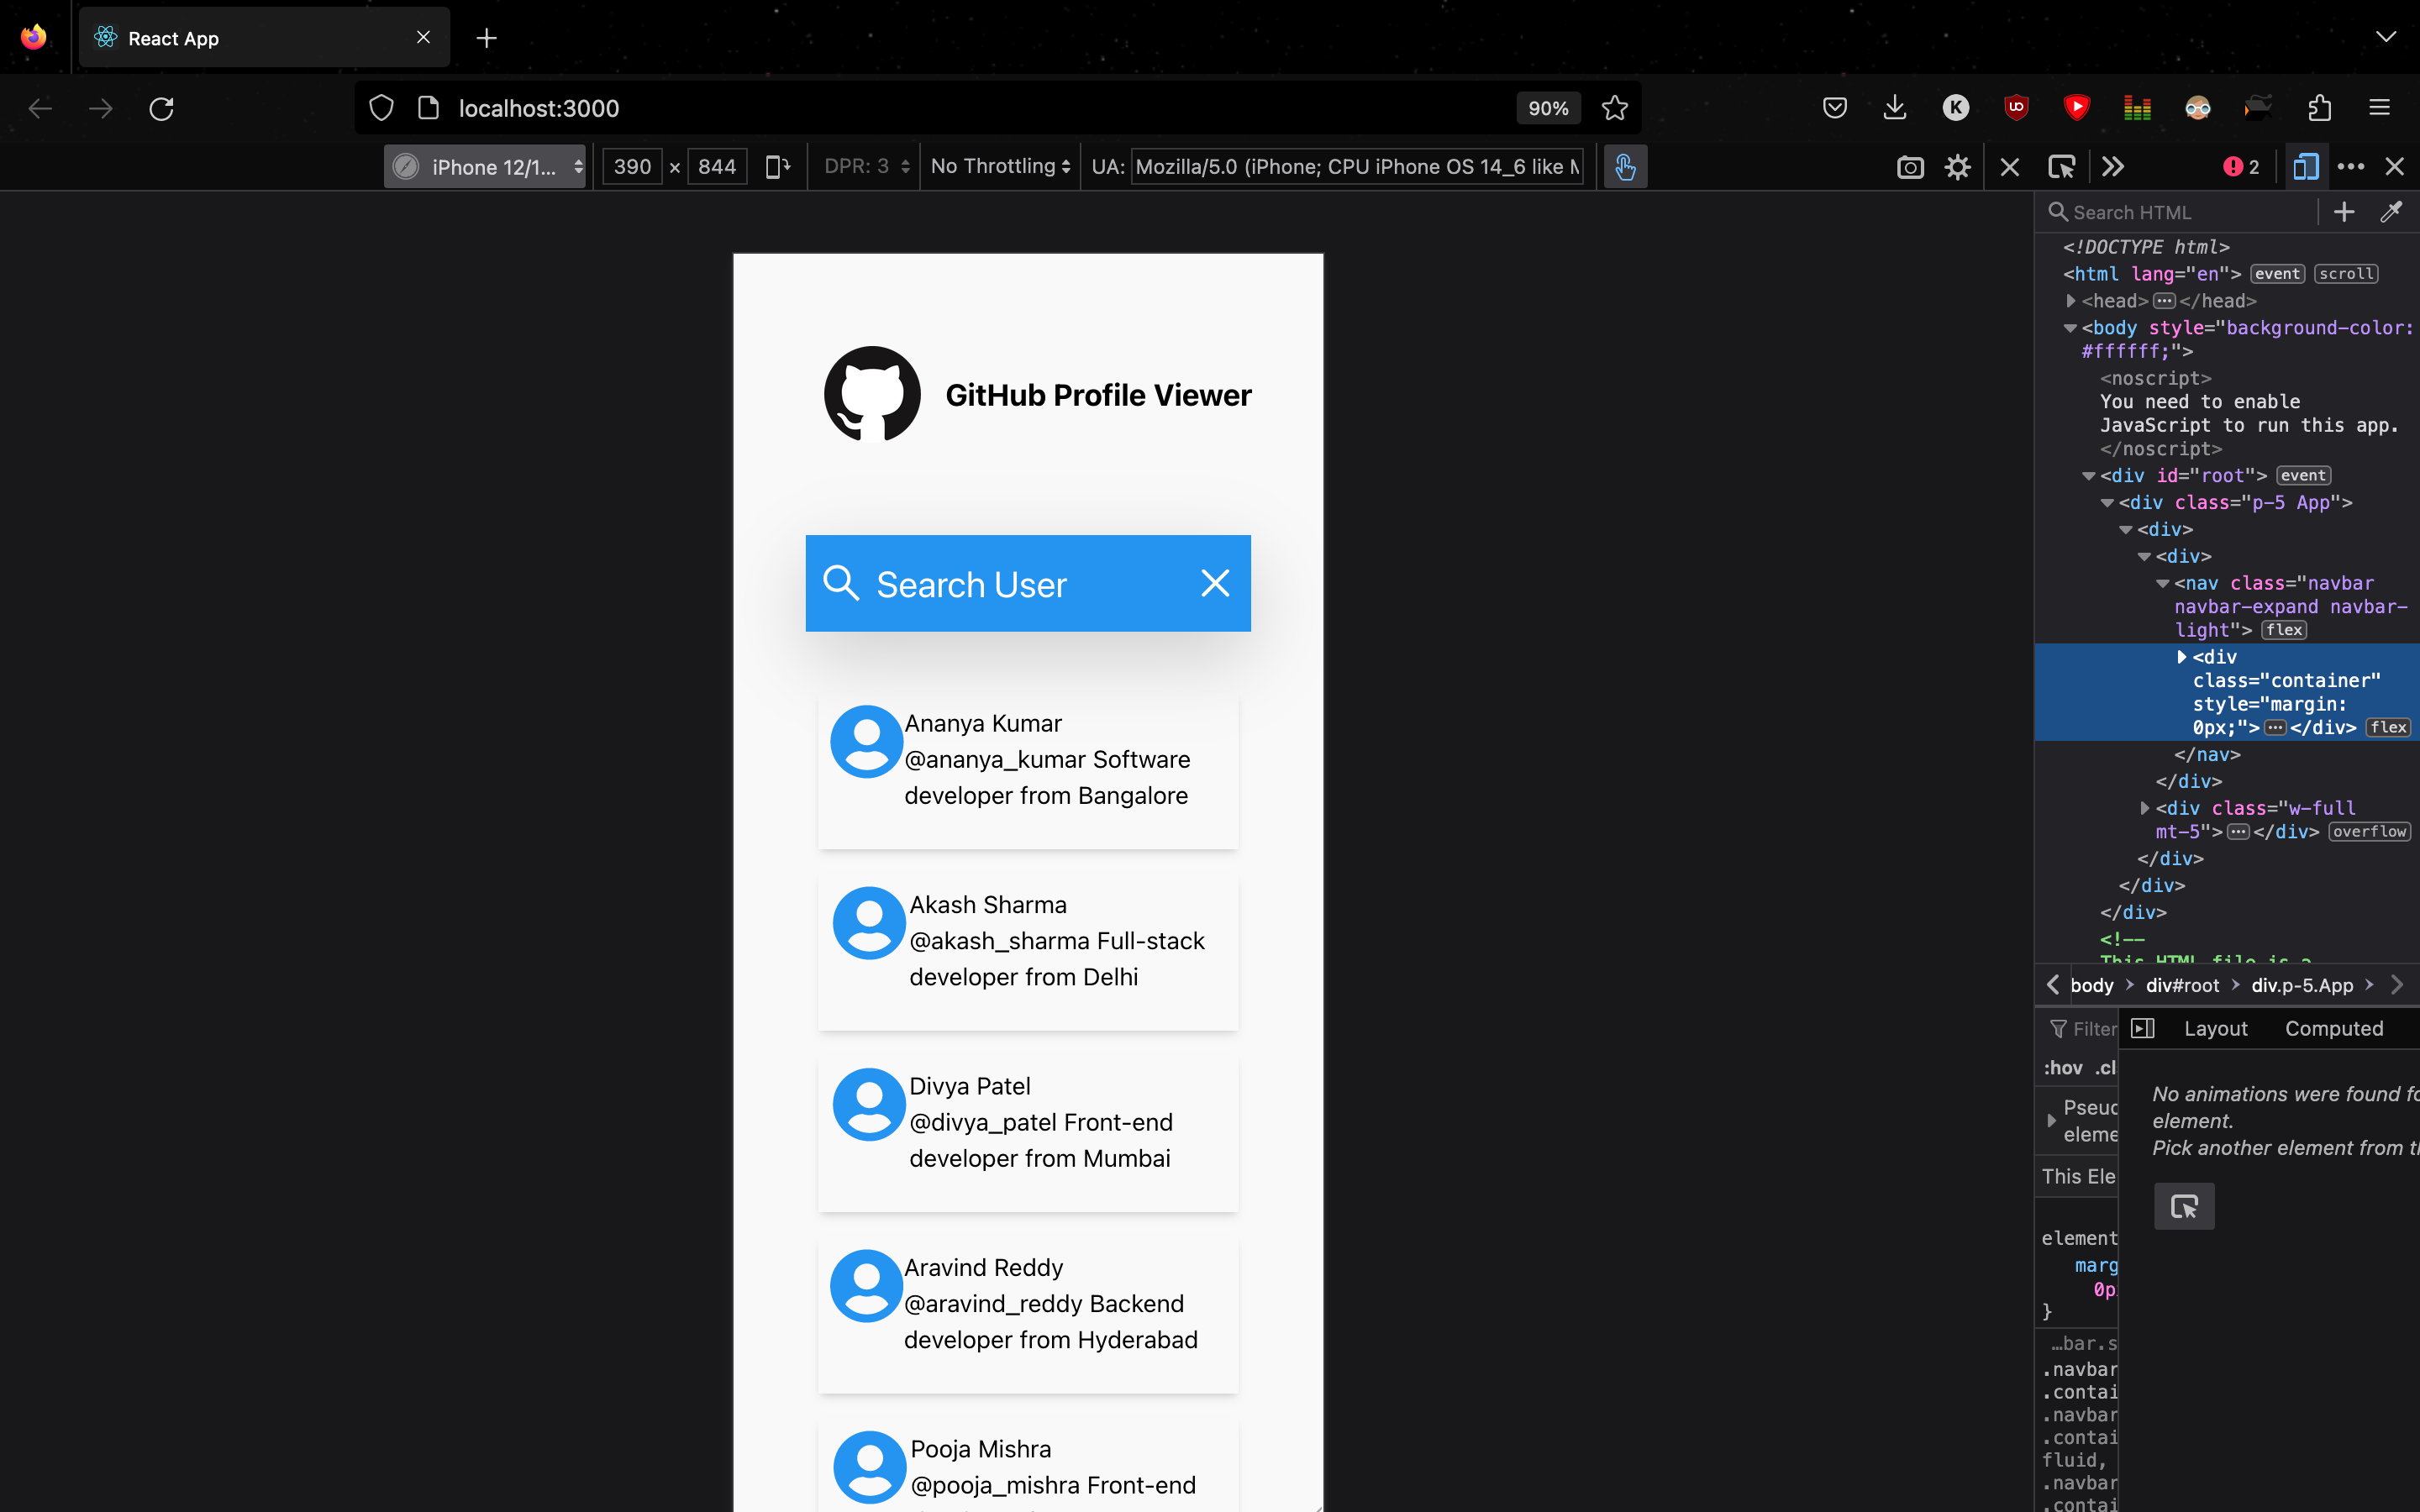 React App
localhost:3000
90%
iPhone 12/1...
390 × 844
DPR: 3
No Throttling
UA: Mozilla/5.0 (iPhone; CPU iPhone OS 14_6 like
2
Search HTML
<!DOCTYPE html>
<html lang="en"> event scroll
<head> </head>
<body style="background-color:
#ffffff;">
<noscript>
You need to enable
JavaScript to run this app.
</noscript>
<div id="root"> event
<div class="p-5 App">
<div>
<div>
<nav class="navbar
navbar-expand navbar-
light"> flex
<div
class="container"
style="margin:
0px;"> </div> flex
</nav>
</div>
<div class="w-full
mt-5"> </div> overflow
</div>
</div>
</div>
<!--
This HTML file is a
body > div#root > div.p-5.App >
Filter
Layout
Computed
:hov .cl
Pseud
eleme
This Ele
element
marg
0p
}
…bar.s
.navbar
.contai
.navbar
.contai
fluid,
.navbar
.contai
No animations were found fo
element.
Pick another element from th
GitHub Profile Viewer
Search User
Ananya Kumar
@ananya_kumar Software
developer from Bangalore
Akash Sharma
@akash_sharma Full-stack
developer from Delhi
Divya Patel
@divya_patel Front-end
developer from Mumbai
Aravind Reddy
@aravind_reddy Backend
developer from Hyderabad
Pooja Mishra
@pooja_mishra Front-end